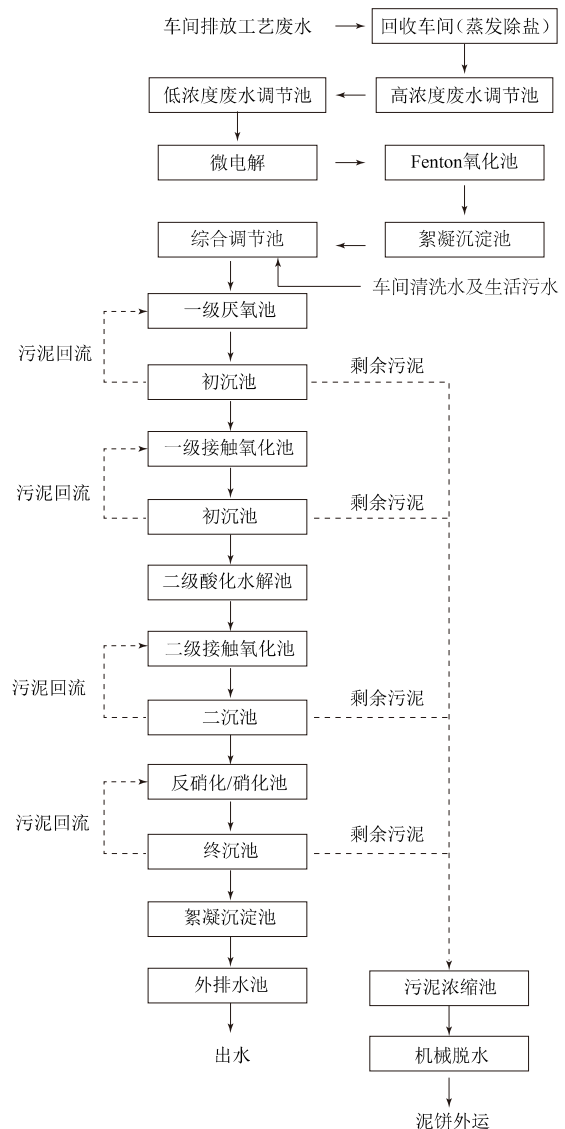 车间排放工艺废水
回收车间(蒸发除盐)
低浓度废水调节池
高浓度废水调节池
微电解
Fenton氧化池
综合调节池
絮凝沉淀池
车间清洗水及生活污水
一级厌氧池
污泥回流
初沉池
剩余污泥
一级接触氧化池
污泥回流
初沉池
剩余污泥
二级酸化水解池
二级接触氧化池
污泥回流
二沉池
剩余污泥
反硝化/硝化池
污泥回流
终沉池
剩余污泥
絮凝沉淀池
外排水池
污泥浓缩池
出水
机械脱水
泥饼外运